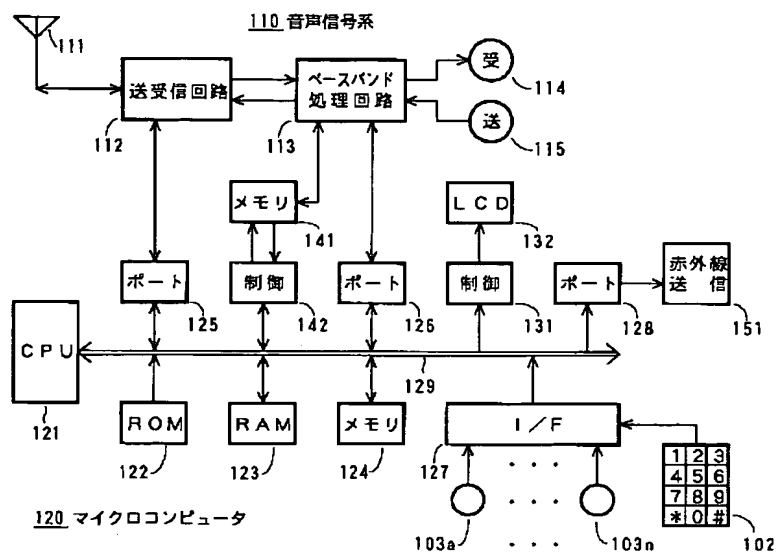 110 音声信号系
111
送受信回路
112
ベースバンド
処理回路
113
受
114
送
115
メモリ
141
LCD
132
ポート
125
制御
142
ポート
126
制御
131
ポート
128
赤外線
送信
151
CPU
121
129
ROM
122
RAM
123
メモリ
124
I/F
127
1 2 3
4 5 6
7 8 9
* 0 #
102
103a
103n
120 マイクロコンピュータ